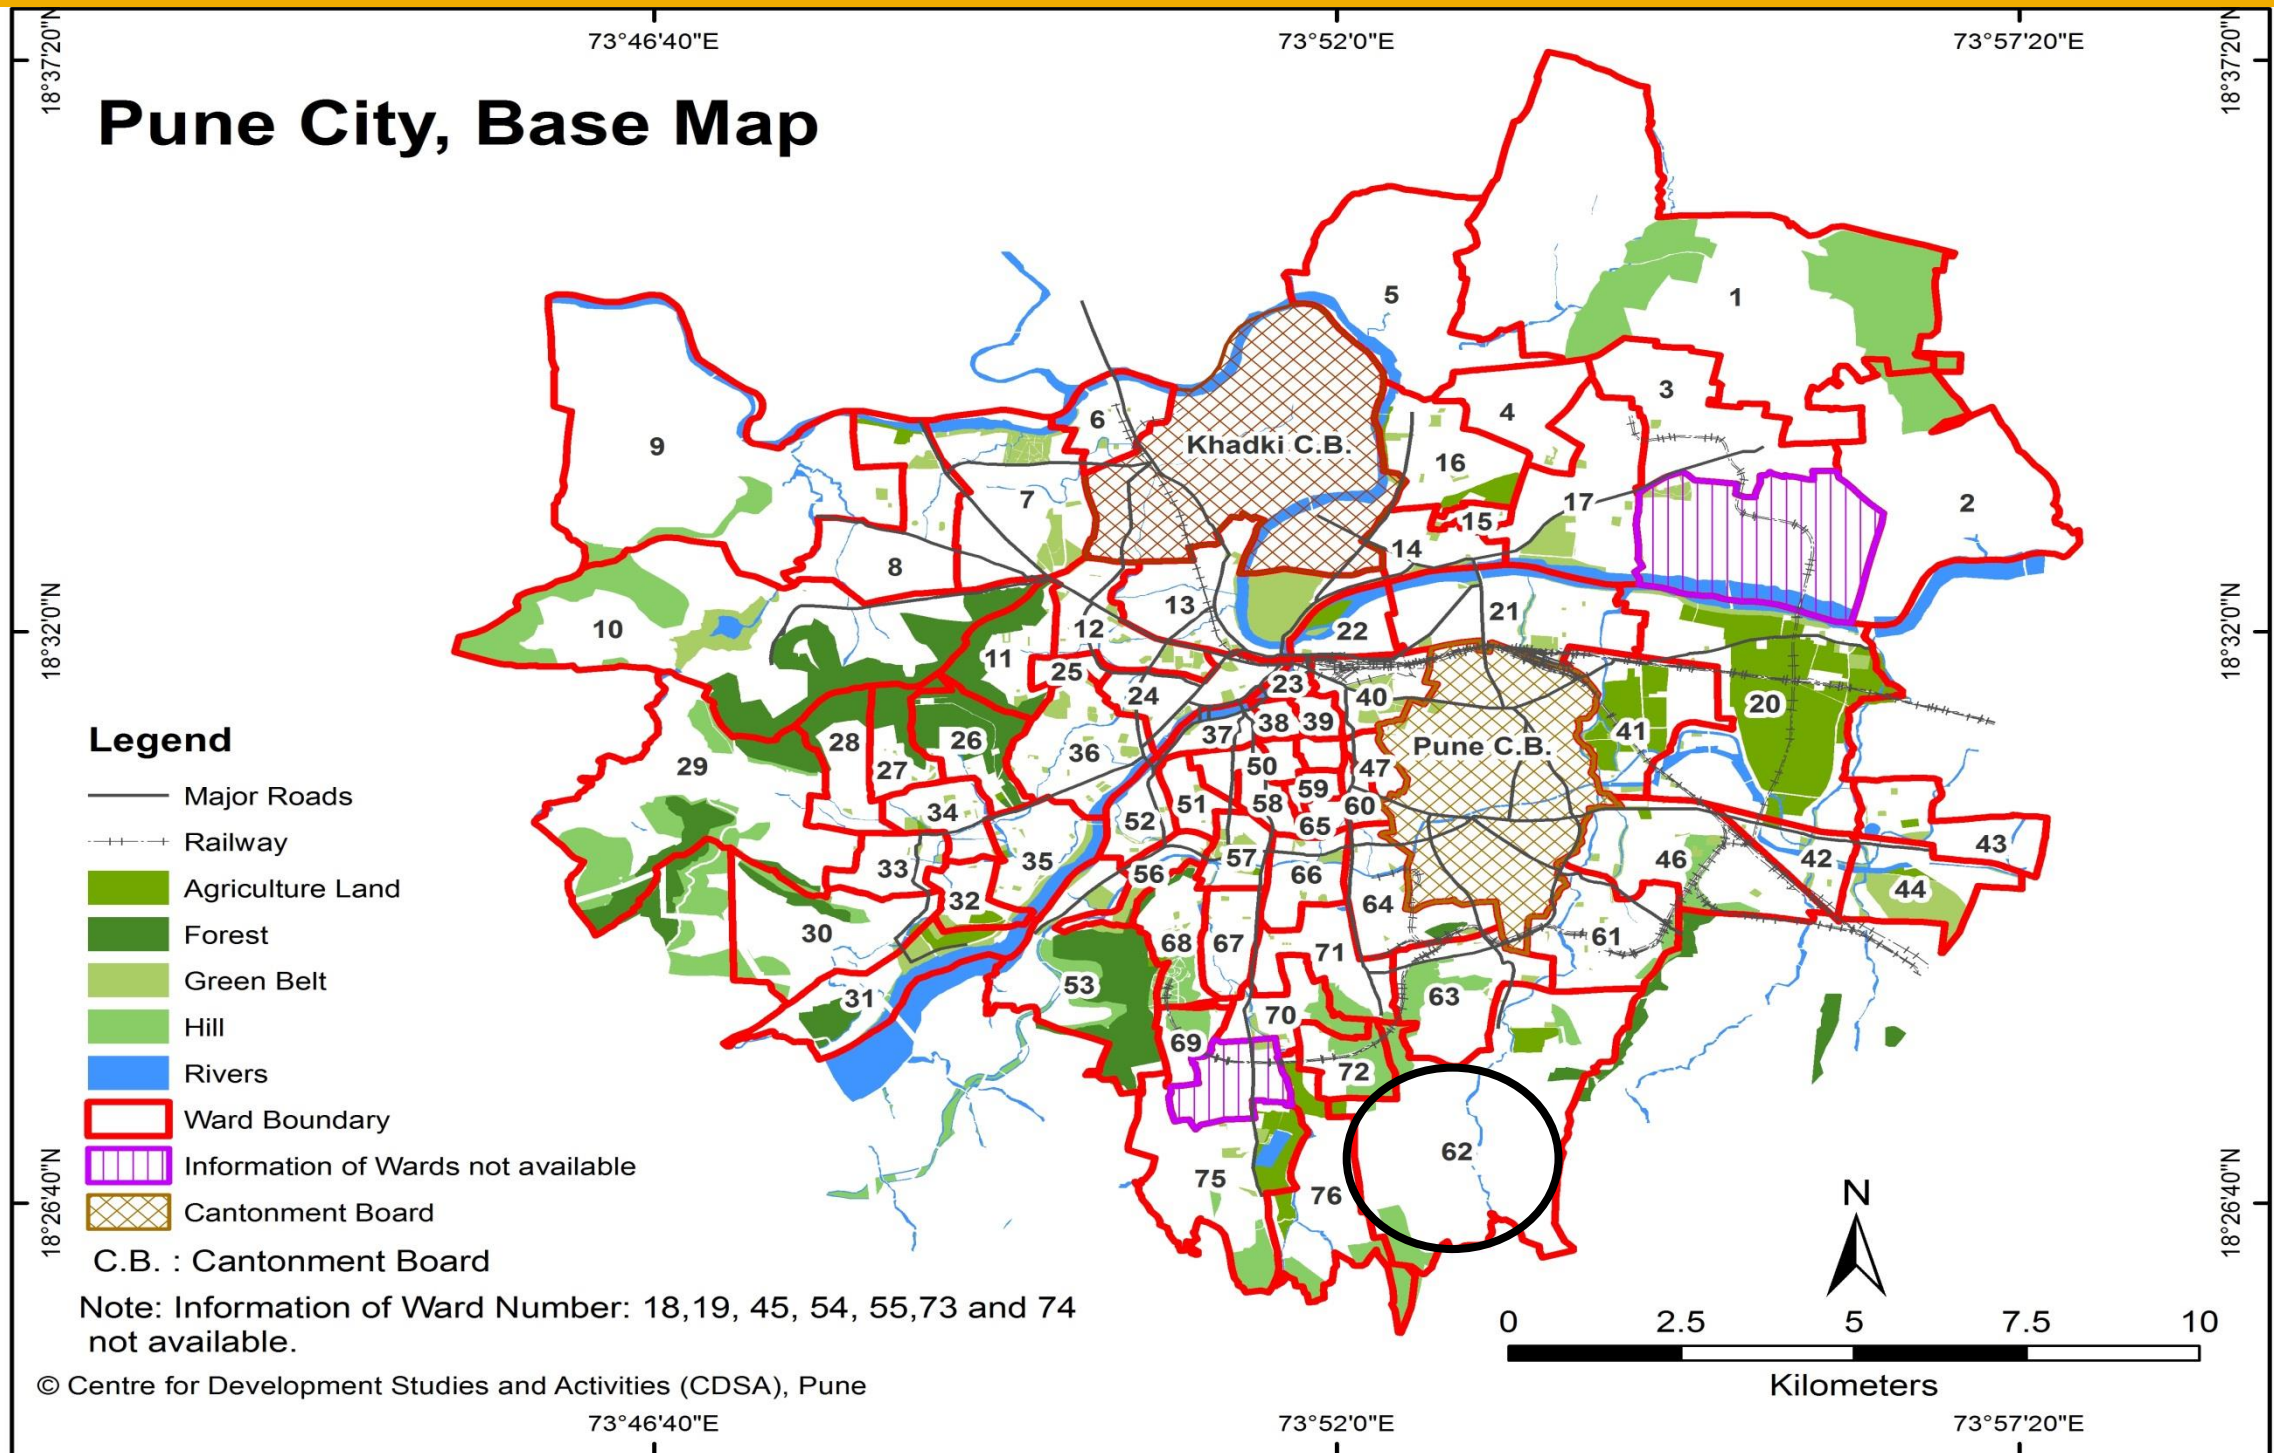 73°46'40"E 73°52'0"E 73°57'20"E
18°37'20"N 18°37'20"N
Pune City, Base Map
1
5
3
4
6
Khadki C.B.
9
16
7
17
2
15
14
8
13
21
10
12
22
18°32'0"N 18°32'0"N
11
25
23
24
40
20
38 39
37
41
26
28
Pune C.B.
36
29
27
50
47
59
51
58
60
34
52
65
43
57
42
46
35
33
56
66
44
32
64
30
61
68
67
71
53
63
31
70
69
72
62
75
76
Legend
Major Roads
Railway
Agriculture Land
Forest
Green Belt
Hill
Rivers
Ward Boundary
Information of Wards not available
Cantonment Board
C.B. : Cantonment Board
18°26'40"N 18°26'40"N
N
Note: Information of Ward Number: 18,19, 45, 54, 55,73 and 74
not available.
0 2.5 5 7.5 10
Kilometers
© Centre for Development Studies and Activities (CDSA), Pune
73°46'40"E 73°52'0"E 73°57'20"E